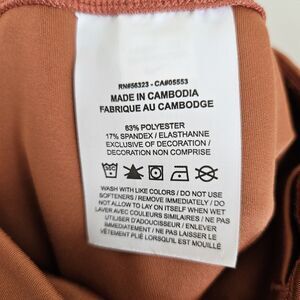 RN#56323 - CA#05553
MADE IN CAMBODIA
FABRIQUE AU CAMBODGE
83% POLYESTER
17% SPANDEX / ELASTHANNE
EXCLUSIVE OF DECORATION /
DECORATION NON COMPRISE
WASH WITH LIKE COLORS / DO NOT USE
SOFTENERS / REMOVE IMMEDIATELY / DO
NOT ALLOW TO LAY ON ITSELF WHEN WET
LAVER AVEC COULEURS SIMILAIRES / NE PAS
UTILISER D'ADOUCISSEUR / ENLEVER
IMMEDIATEMENT / NE PAS LAISSER LE
VÊTEMENT PLIÉ LORSQU'IL EST MOUILLÉ